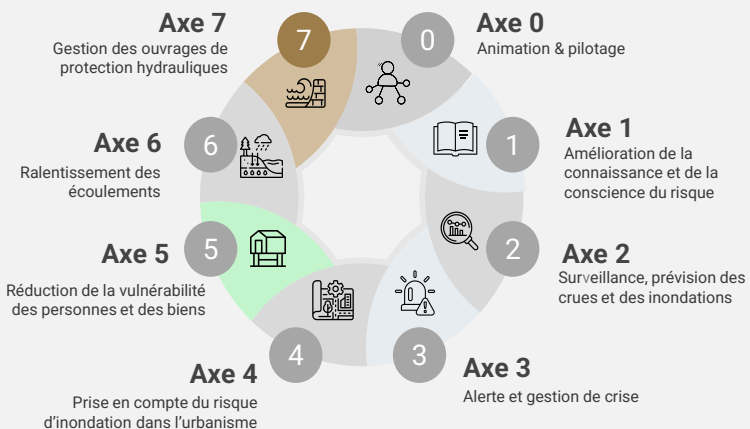 Axe 0
Animation & pilotage
0
Axe 1
Amélioration de la
connaissance et de la
conscience du risque
1
Axe 2
Surveillance, prévision des
crues et des inondations
2
Axe 3
Alerte et gestion de crise
3
Axe 4
Prise en compte du risque
d'inondation dans l'urbanisme
4
Axe 5
Réduction de la vulnérabilité
des personnes et des biens
5
Axe 6
Ralentissement des
écoulements
6
Axe 7
Gestion des ouvrages de
protection hydrauliques
7